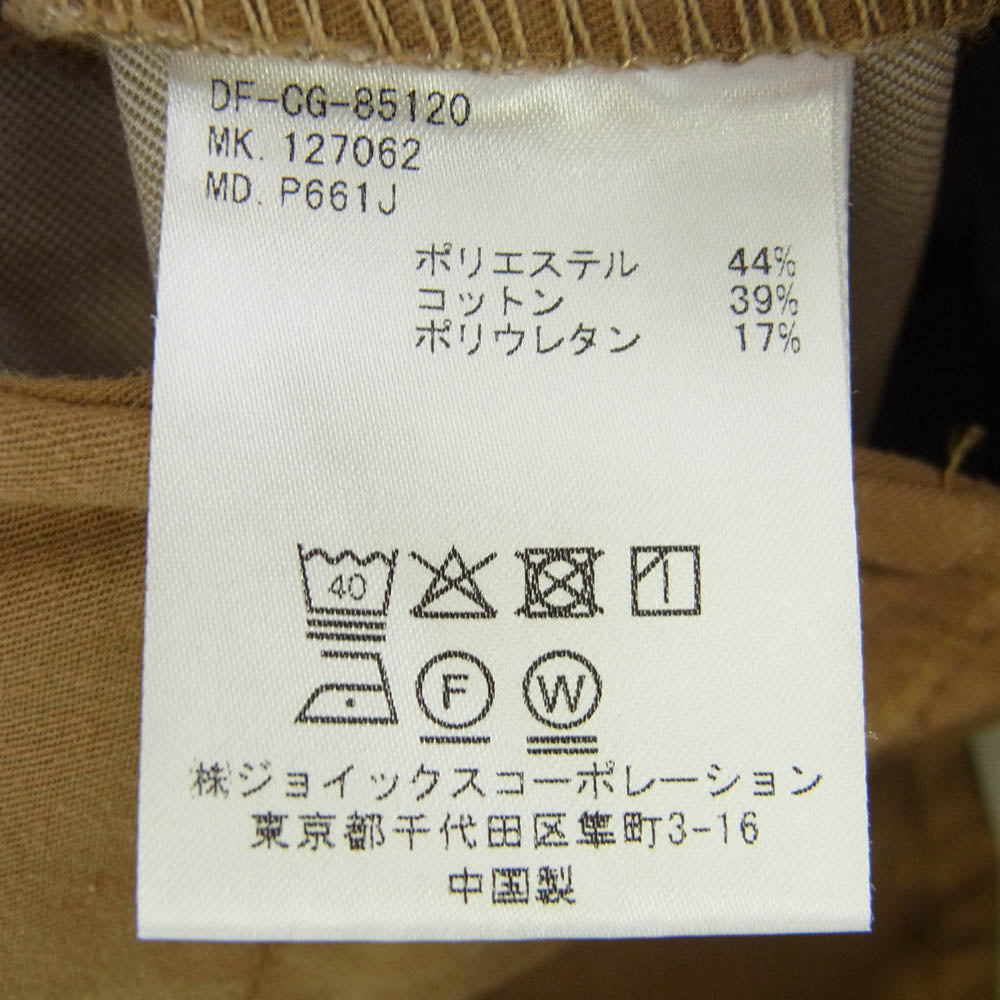 DF-CG-85120
MK. 127062
MD. P661J
ポリエステル 44%
コットン 39%
ポリウレタン 17%
40
F W
㈱ジョイックスコーポレーション
東京都千代田区隼町3-16
中国製